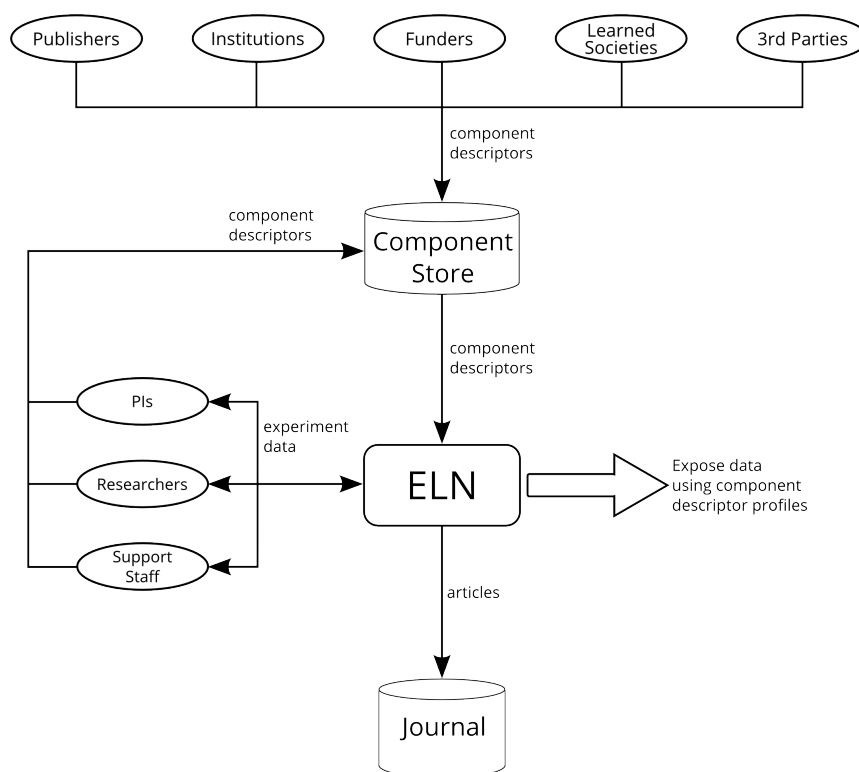 Publishers
Institutions
Funders
Learned
Societies
3rd Parties
component
descriptors
component
descriptors
Component
Store
component
descriptors
PIs
experiment
data
Researchers
ELN
Expose data
using component
descriptor profiles
Support
Staff
articles
Journal